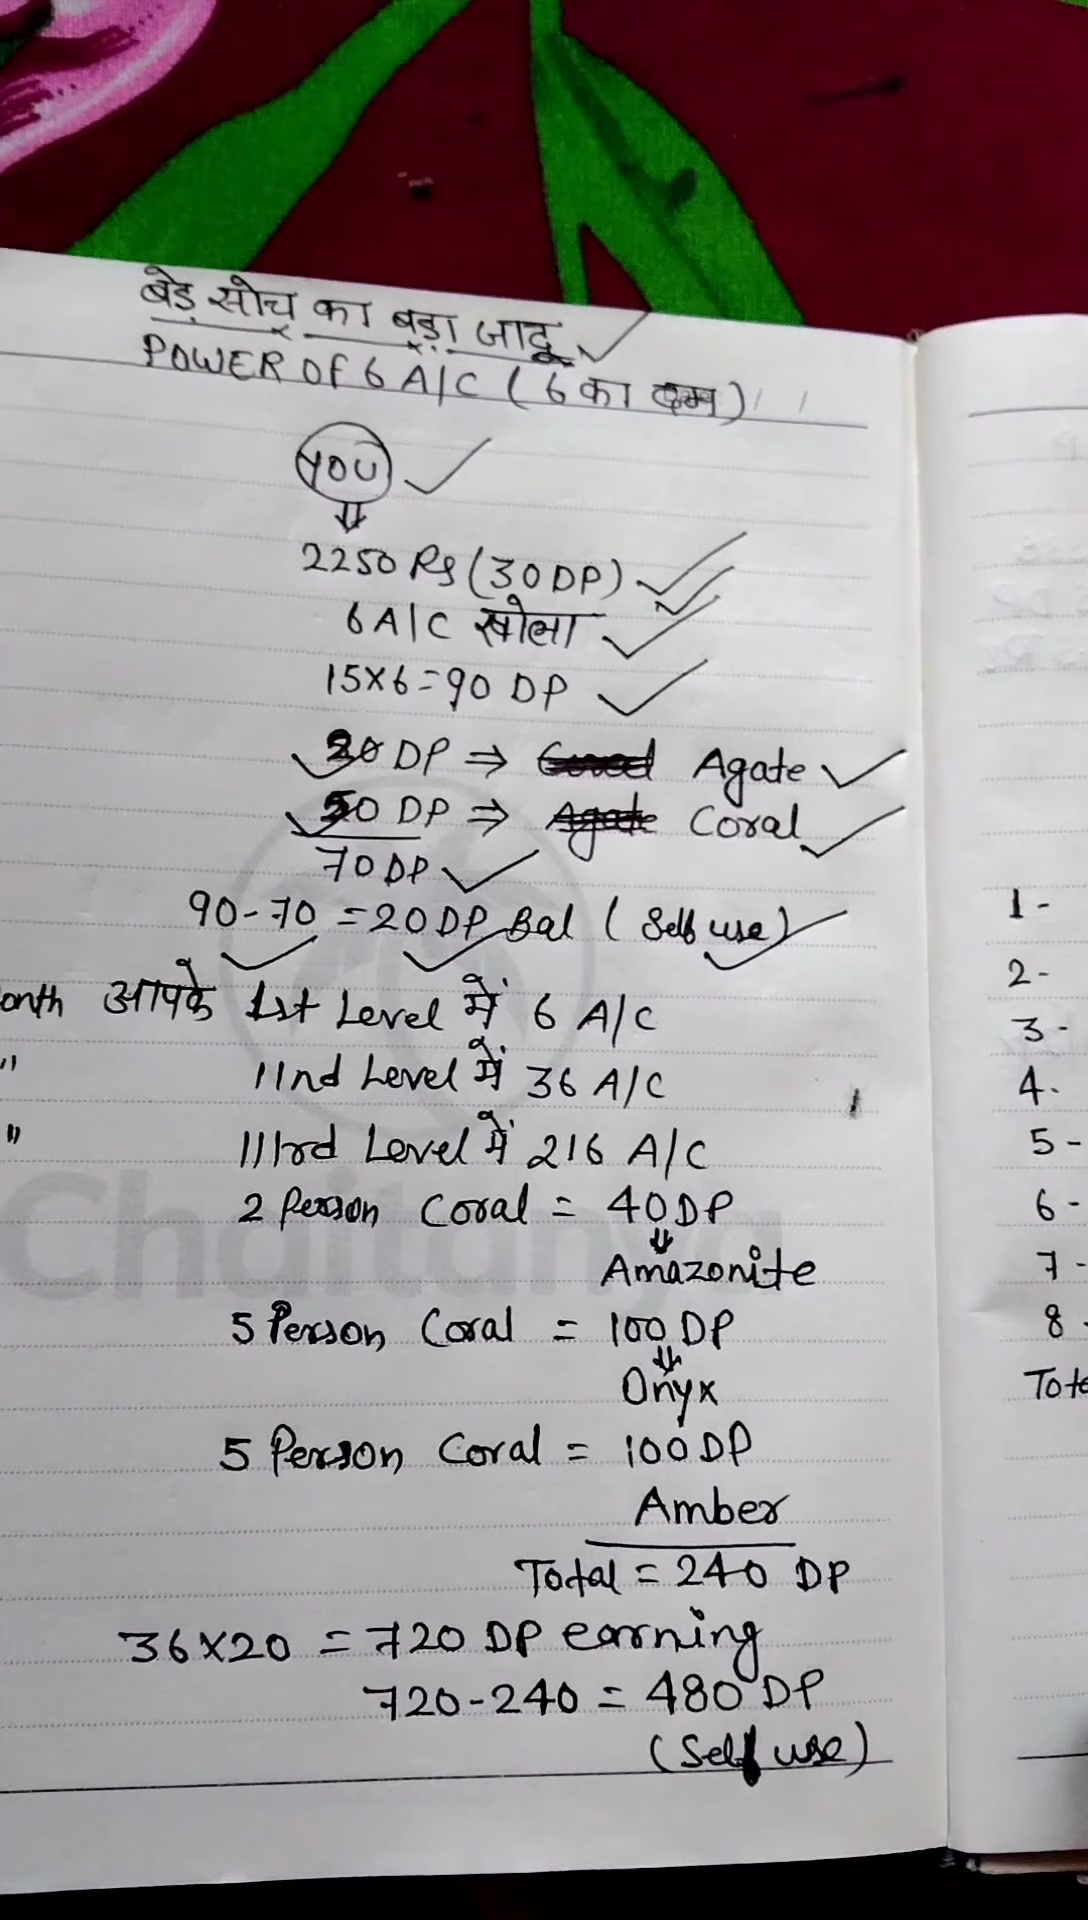 बेड़े सोच का बड़ा जादू
POWER OF 6 A/C (6 का दम)
YOU
2250 Rs (30 DP)
6 A/C खोला
15×6=90 DP
20 DP ⇒ Agate
50 DP ⇒ Agate Coral
70 DP
90-70 = 20 DP Bal (Self use)
onth आपके 1st Level में 6 A/C
" IInd Level में 36 A/C
" IIIrd Level में 216 A/C
2 Person Coral = 40 DP
Amazonite
5 Person Coral = 100 DP
Onyx
5 Person Coral = 100 DP
Amber
Total = 240 DP
36×20 = 720 DP earning
720-240 = 480 DP
(Self use)
Chaitanya
1-
2-
3-
4-
5-
6-
7-
8-
Tot